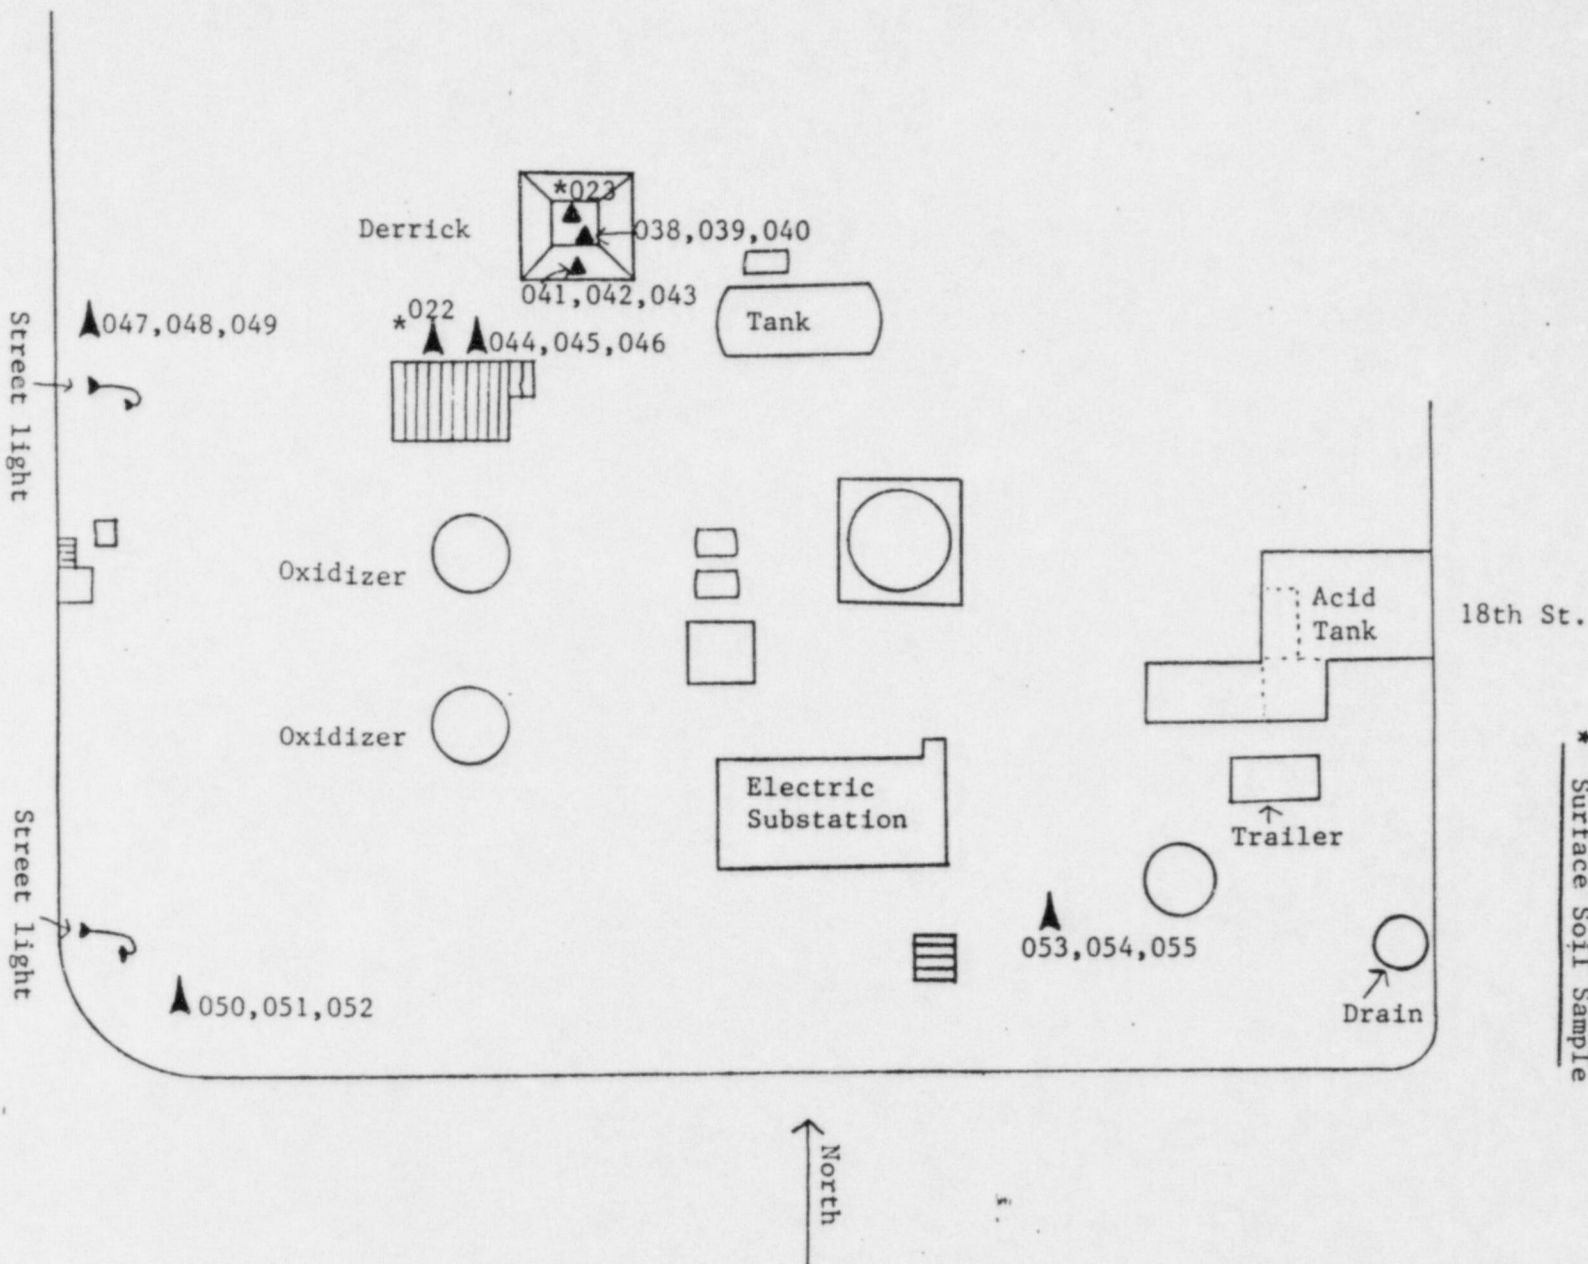 *023
Derrick
038,039,040
041,042,043
*022
044,045,046
Tank
047,048,049
Street light
Oxidizer
Acid
Tank
18th St.
Oxidizer
Electric
Substation
Trailer
* Surface Soil Sample
Street light
053,054,055
050,051,052
Drain
North